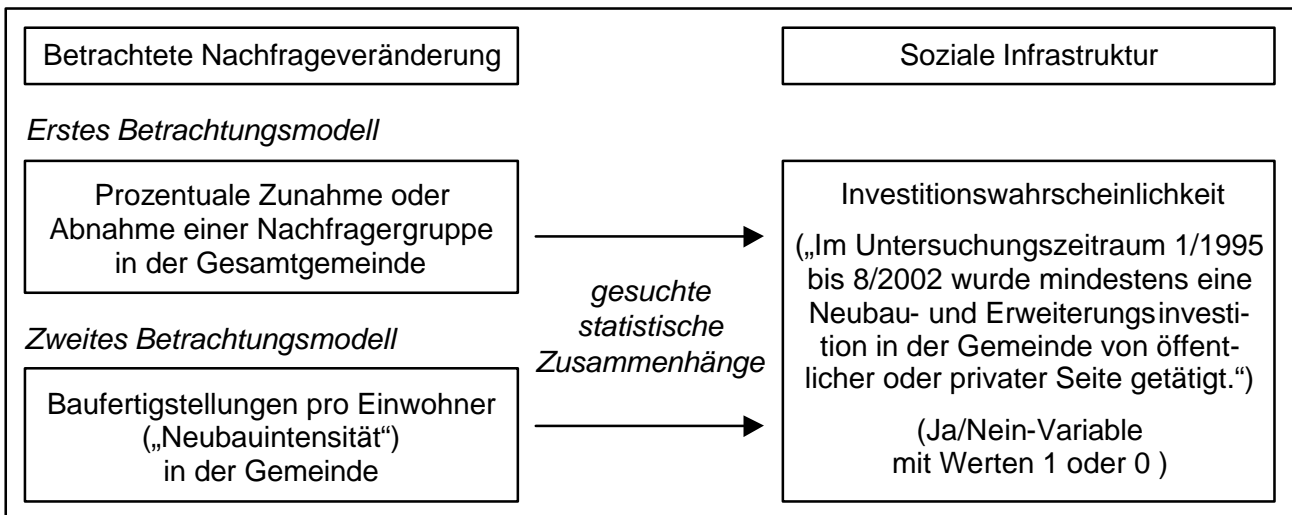 Betrachtete Nachfrageveränderung
Soziale Infrastruktur
Erstes Betrachtungsmodell
Prozentuale Zunahme oder
Abnahme einer Nachfragergruppe
in der Gesamtgemeinde
Zweites Betrachtungsmodell
Baufertigstellungen pro Einwohner
(„Neubauintensität“)
in der Gemeinde
gesuchte
statistische
Zusammenhänge
Investitionswahrscheinlichkeit
(„Im Untersuchungszeitraum 1/1995
bis 8/2002 wurde mindestens eine
Neubau- und Erweiterungsinvesti-
tion in der Gemeinde von öffent-
licher oder privater Seite getätigt.“)
(Ja/Nein-Variable
mit Werten 1 oder 0 )